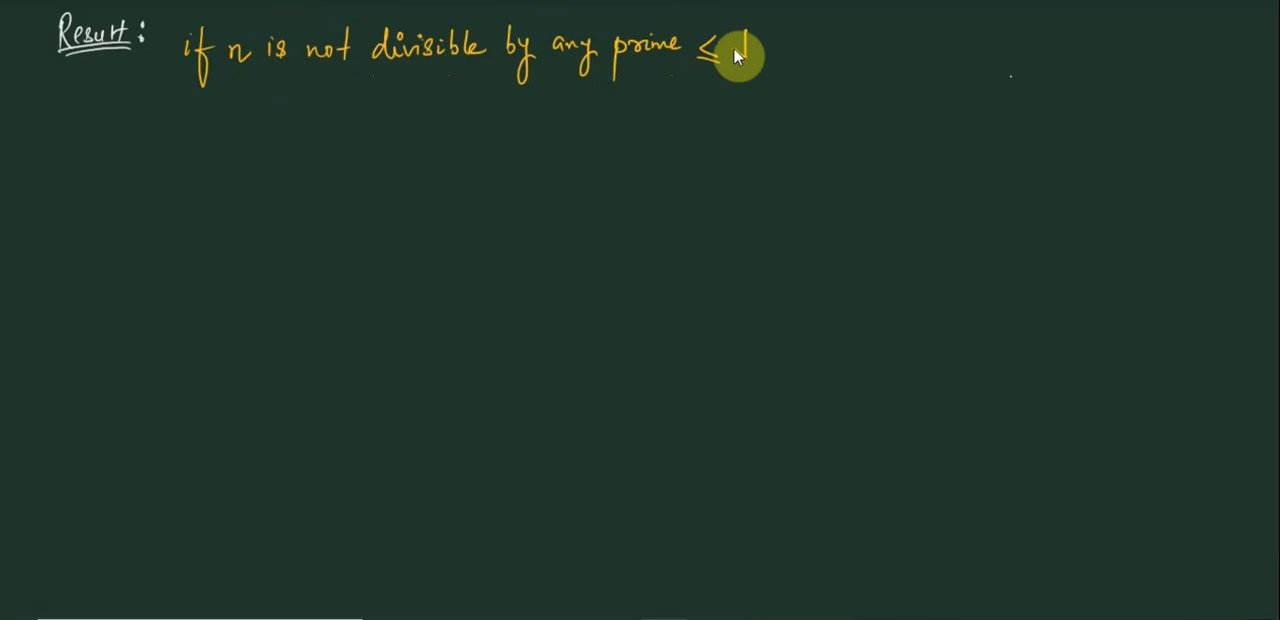 Result: if n is not divisible by any prime ≤